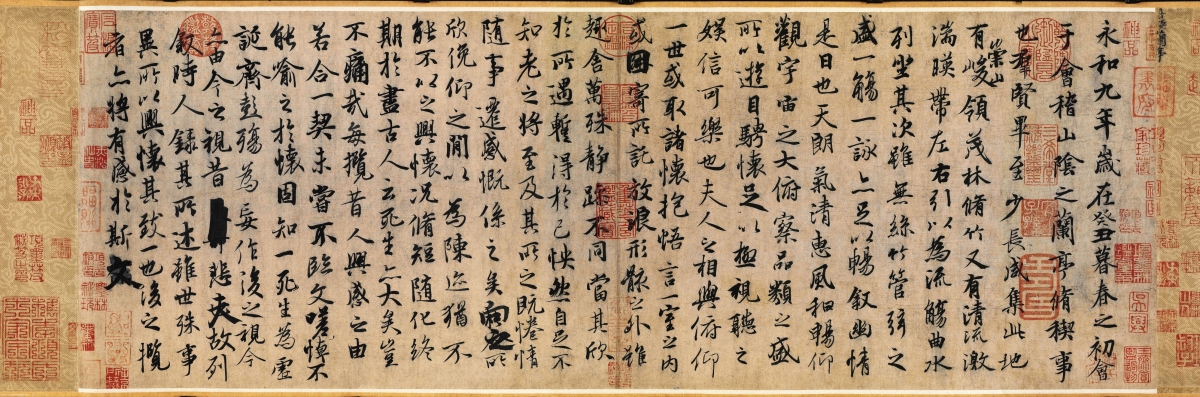 永和九年歲在癸丑暮春之初會
于會稽山陰之蘭亭脩稧事
也羣賢畢至少長咸集此地
有崇山峻領茂林脩竹又有清流激
湍暎帶左右引以為流觴曲水
列坐其次雖無絲竹管弦之
盛一觴一詠亦足以暢敘幽情
是日也天朗氣清惠風和暢仰
觀宇宙之大俯察品類之盛
所以遊目騁懷足以極視聽之
娛信可樂也夫人之相與俯仰
一世或取諸懷抱悟言一室之內
或因寄所託放浪形骸之外雖
趣舍萬殊靜躁不同當其欣
於所遇蹔得於己怏然自足不
知老之將至及其所之既惓情
隨事遷感慨係之矣向之所
欣俛仰之閒以為陳迹猶不
能不以之興懷況脩短隨化終
期於盡古人云死生亦大矣豈
不痛哉每攬昔人興感之由
若合一契未嘗不臨文嗟悼不
能喻之於懷固知一死生為虛
誕齊彭殤為妄作後之視今
亦由今之視昔悲夫故列
敘時人錄其所述雖世殊事
異所以興懷其致一也後之攬
者亦將有感於斯文